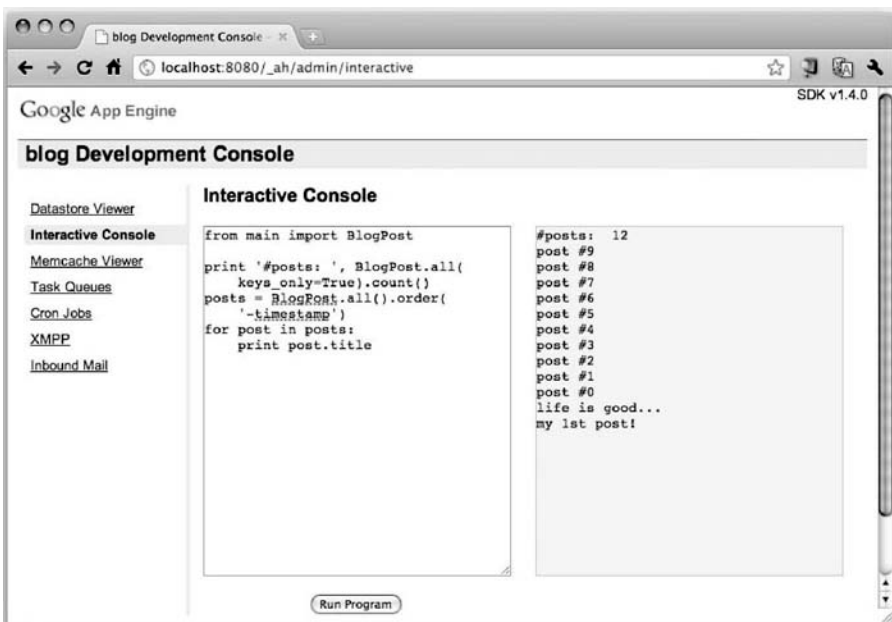 blog Development Console -
localhost:8080/_ah/admin/interactive
SDK v1.4.0
Google App Engine
blog Development Console
Datastore Viewer
Interactive Console
Memcache Viewer
Task Queues
Cron Jobs
XMPP
Inbound Mail
Interactive Console
from main import BlogPost
print '#posts: ', BlogPost.all(
    keys_only=True).count()
posts = BlogPost.all().order(
    '-timestamp')
for post in posts:
    print post.title
#posts:  12
post #9
post #8
post #7
post #6
post #5
post #4
post #3
post #2
post #1
post #0
life is good...
my 1st post!
Run Program